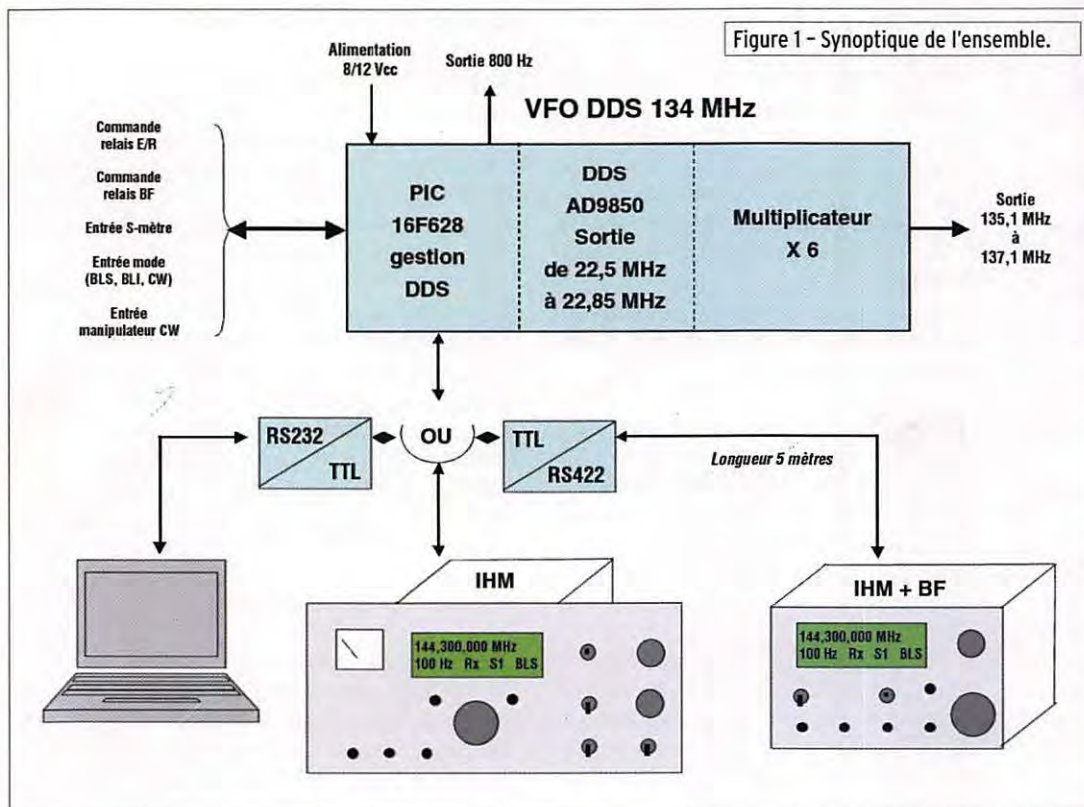 Figure 1 – Synoptique de l'ensemble.
Alimentation
8/12 Vcc
Sortie 800 Hz
VFO DDS 134 MHz
Commande
relais E/R
Commande
relais BF
Entrée S-mètre
Entrée mode
(BLS, BLI, CW)
Entrée
manipulateur CW
PIC
16F628
gestion
DDS
DDS
AD9850
Sortie
de 22,5 MHz
à 22,85 MHz
Multiplicateur
X 6
Sortie
135,1 MHz
à
137,1 MHz
RS232
TTL
OU
TTL
RS422
Longueur 5 mètres
IHM
144,300,000 MHz
100 Hz Rx S1 BLS
IHM + BF
144,300,000 MHz
100 Hz Rx S1 BLS